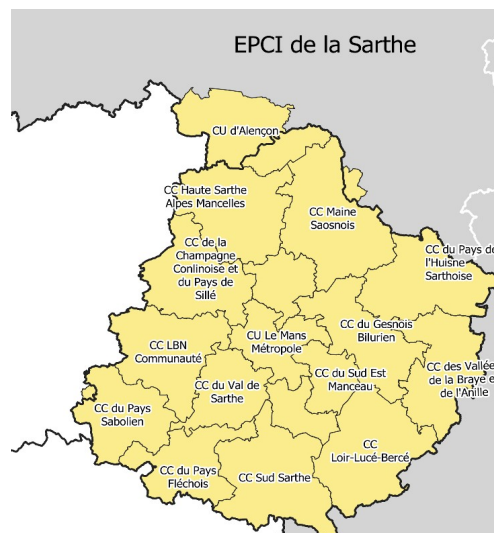 EPCI de la Sarthe
CU d'Alençon
CC Haute Sarthe
Alpes Mancelles
CC Maine
Saosnois
CC de la
Champagne
Conlinoise et
du Pays de
Sillé
CC du Pays de
l'Huisne
Sarthoise
CC LBN
Communauté
CU Le Mans
Métropole
CC du Gesnois
Bilurien
CC du Val de
Sarthe
CC du Sud Est
Manceau
CC des Vallée
de la Braye e
de l'Anille
CC du Pays
Sabolien
CC
Loir-Lucé-Bercé
CC du Pays
Fléchois
CC Sud Sarthe